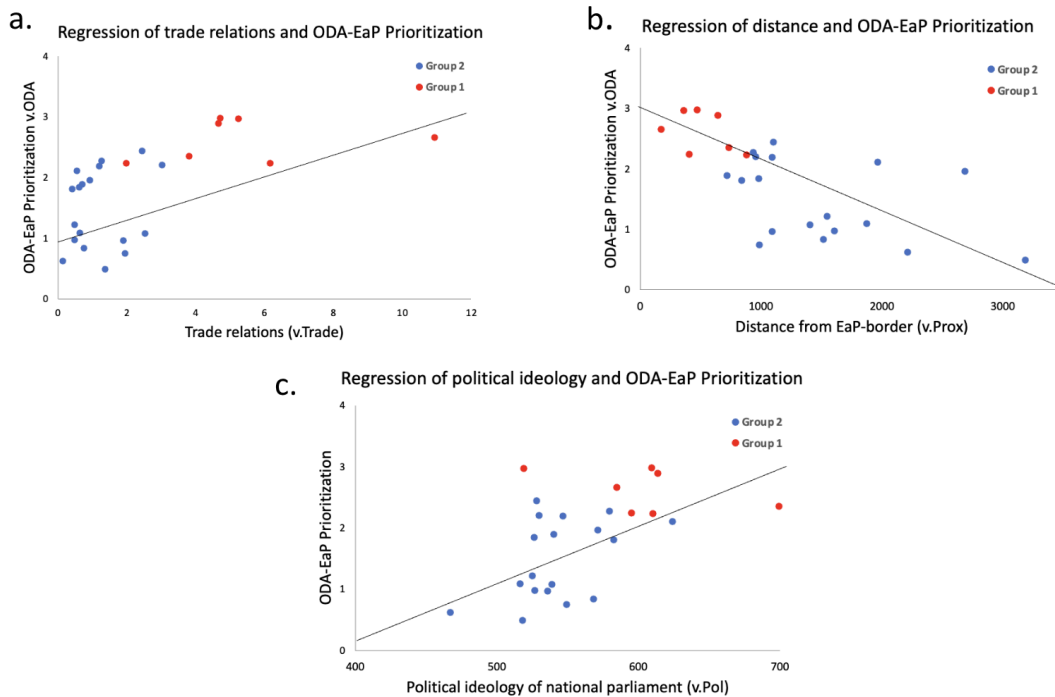 a.
Regression of trade relations and ODA-EaP Prioritization
4
3
2
1
0
ODA-EaP Prioritization v.ODA
Group 2
Group 1
0 2 4 6 8 10 12
Trade relations (v.Trade)
b.
Regression of distance and ODA-EaP Prioritization
4
3
2
1
0
ODA-EaP Prioritization v.ODA
Group 2
Group 1
0 1000 2000 3000
Distance from EaP-border (v.Prox)
c.
Regression of political ideology and ODA-EaP Prioritization
4
3
2
1
0
ODA-EaP Prioritization
Group 2
Group 1
400 500 600 700
Political ideology of national parliament (v.Pol)